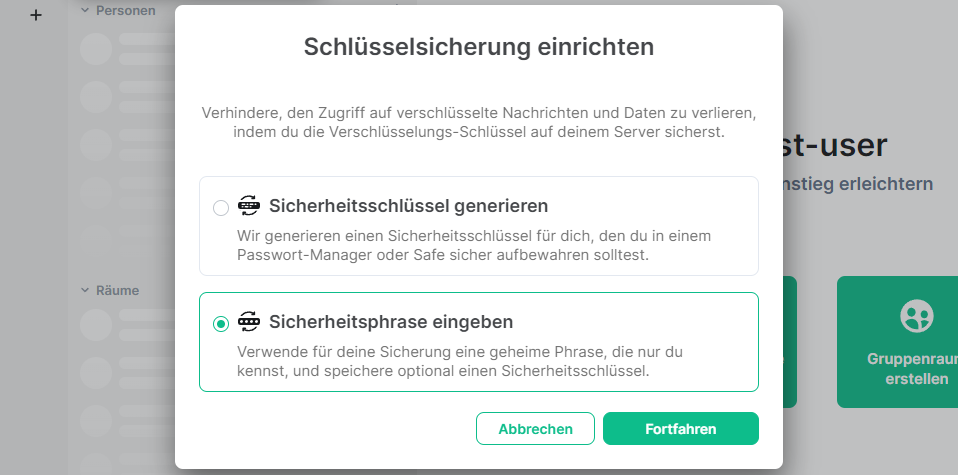 +
Personen
Schlüsselsicherung einrichten
Verhindere, den Zugriff auf verschlüsselte Nachrichten und Daten zu verlieren,
indem du die Verschlüsselungs-Schlüssel auf deinem Server sicherst.
st-user
nstieg erleichtern
Sicherheitsschlüssel generieren
Wir generieren einen Sicherheitsschlüssel für dich, den du in einem
Passwort-Manager oder Safe sicher aufbewahren solltest.
Räume
Sicherheitsphrase eingeben
Verwende für deine Sicherung eine geheime Phrase, die nur du
kennst, und speichere optional einen Sicherheitsschlüssel.
Gruppenraum
erstellen
Abbrechen
Fortfahren